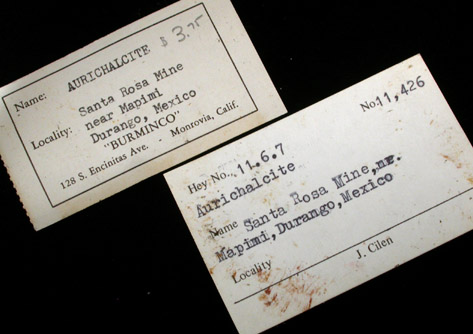 Name: AURICHALCITE $3.75
Santa Rosa Mine
Locality: near Mapimi
Durango, Mexico
"BURMINCO"
128 S. Encinitas Ave. - Monrovia, Calif.
No.11,426
Hey No. 11.6.7
Aurichalcite
Name Santa Rosa Mine,nr.
Mapimi,Durango,Mexico
Locality
J. Cilen